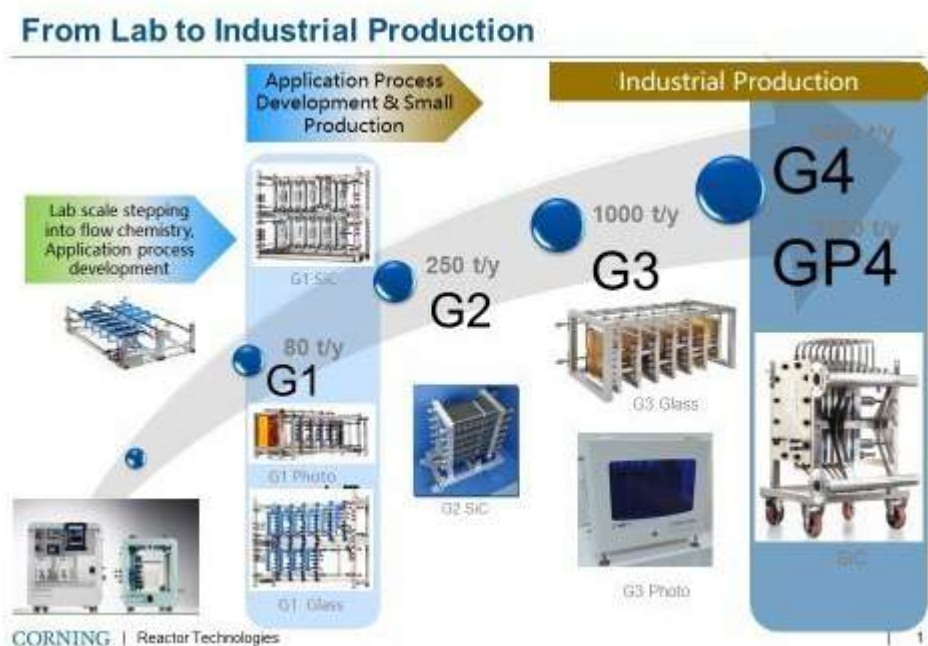 From Lab to Industrial Production
Application Process
Development & Small
Production
Industrial Production
Lab scale stepping
into flow chemistry,
Application process
development
G1 SiC
80 t/y
G1
G1 Photo
G1 Glass
250 t/y
G2
G2 SiC
1000 t/y
G3
G3 Glass
G3 Photo
t/y
G4
t/y
GP4
SiC
CORNING | Reactor Technologies
1